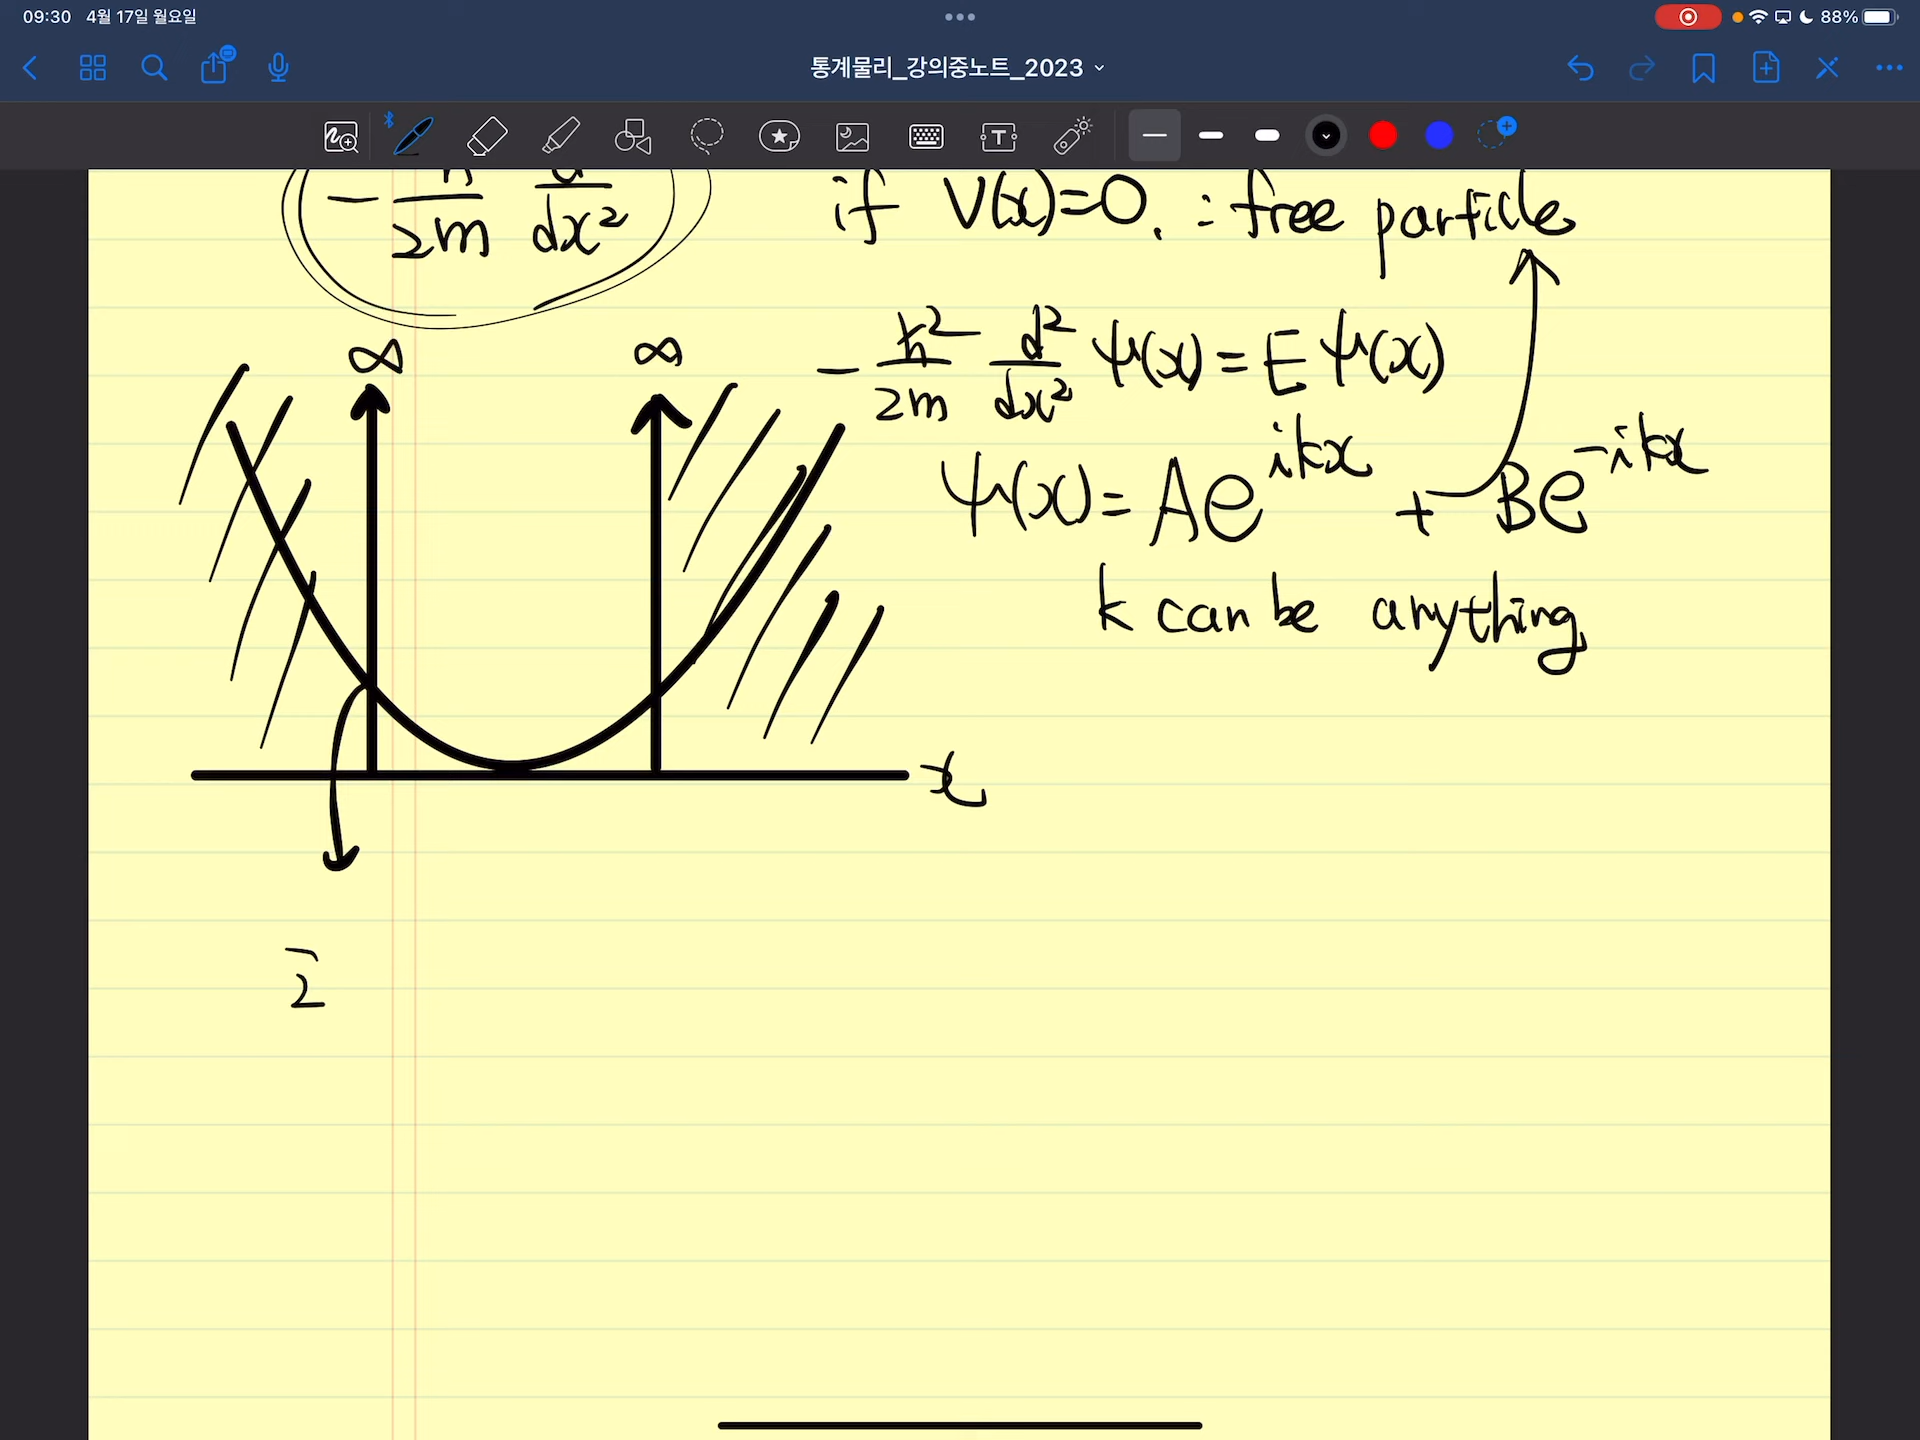 09:30 4월 17일 월요일
88%
통계물리_강의중노트_2023
- ħ / 2m d / dx²
if V(x)=0. : free particle
∞ ∞
- ħ² / 2m d² / dx² ψ(x) = E ψ(x)
ψ(x) = Ae^{ikx} + Be^{-ikx}
k can be anything
x
2